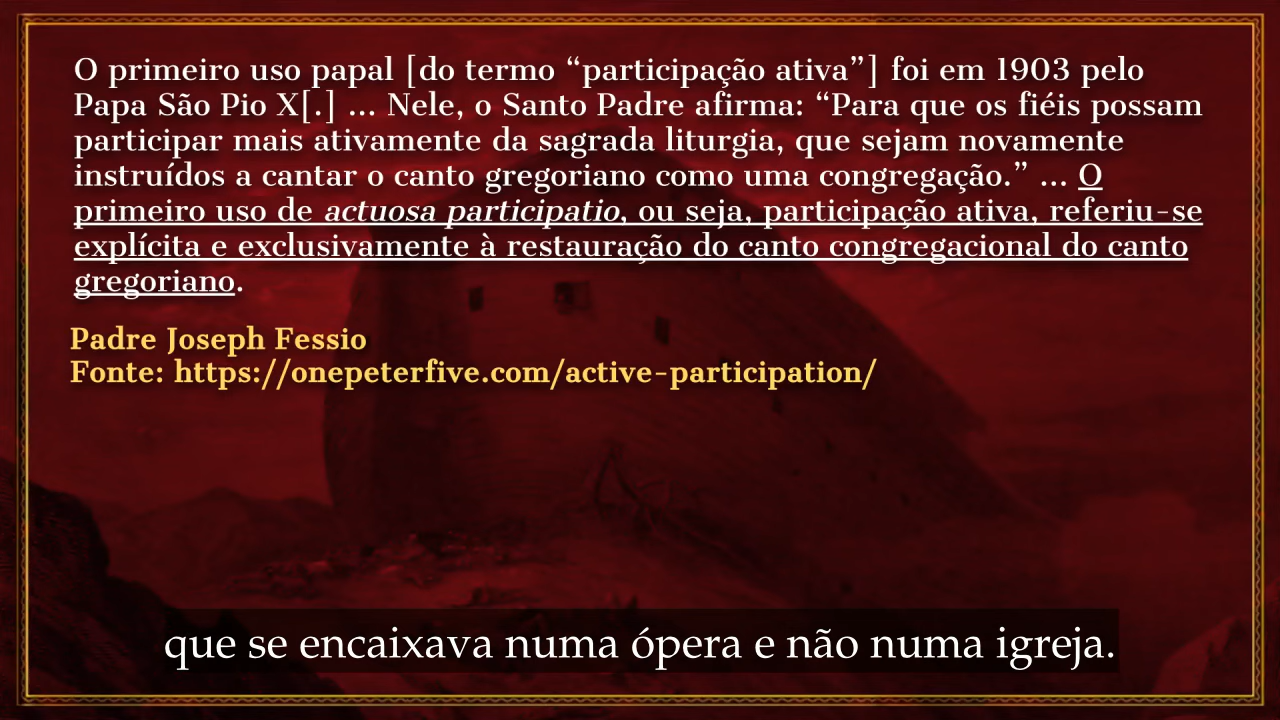 O primeiro uso papal [do termo “participação ativa”] foi em 1903 pelo
Papa São Pio X[.] ... Nele, o Santo Padre afirma: “Para que os fiéis possam
participar mais ativamente da sagrada liturgia, que sejam novamente
instruídos a cantar o canto gregoriano como uma congregação.” ... O
primeiro uso de actuosa participatio, ou seja, participação ativa, referiu-se
explícita e exclusivamente à restauração do canto congregacional do canto
gregoriano.
Padre Joseph Fessio
Fonte: https://onepeterfive.com/active-participation/
que se encaixava numa ópera e não numa igreja.